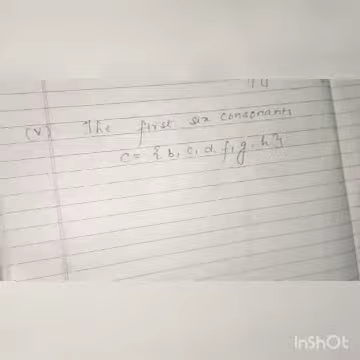 (v) The first six consonants
C = {b, c, d, f, g, h}
InShOt